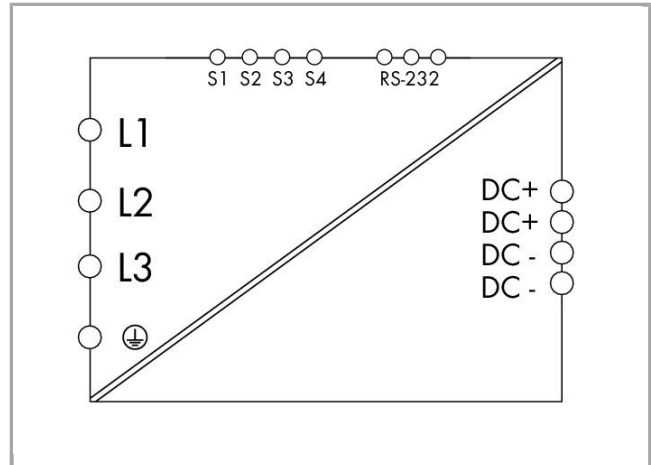 S1 S2 S3 S4 RS-232
L1
L2
L3
DC+
DC+
DC -
DC -